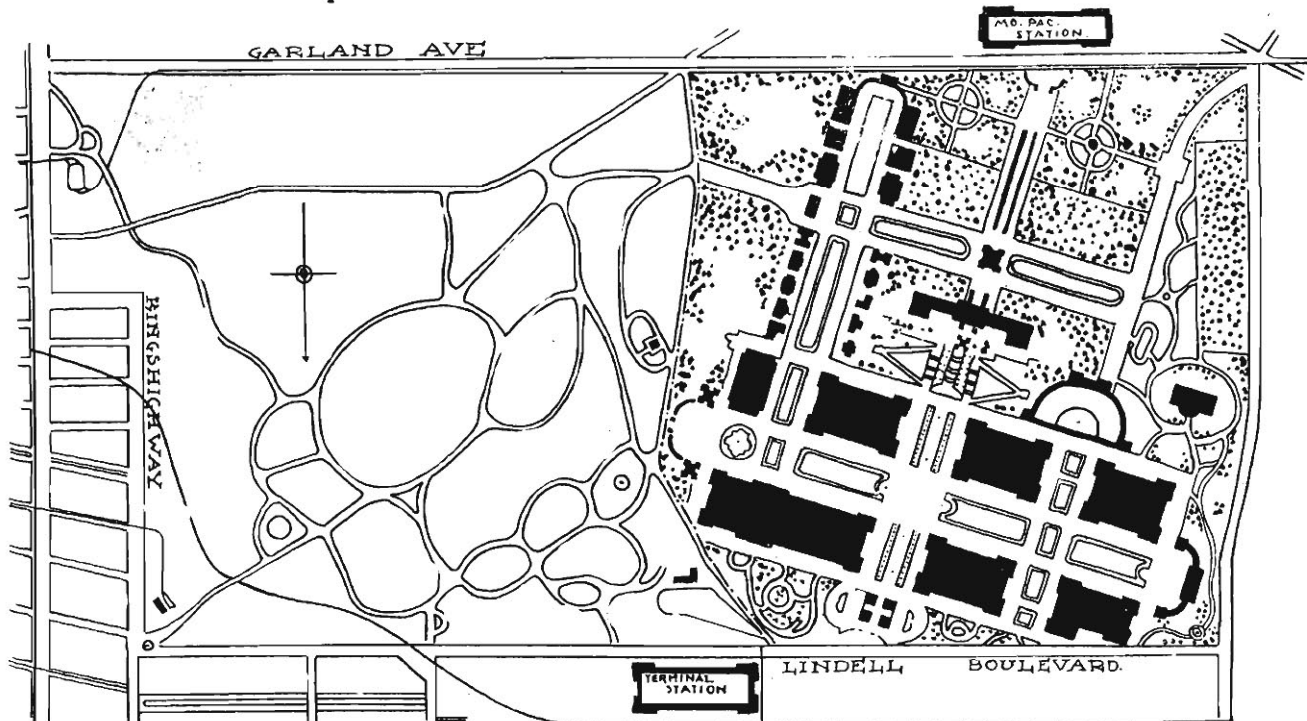 MO. PAC.
STATION.
GARLAND AVE
KINGSHIGHWAY
TERMINAL
STATION
LINDELL BOULEVARD.